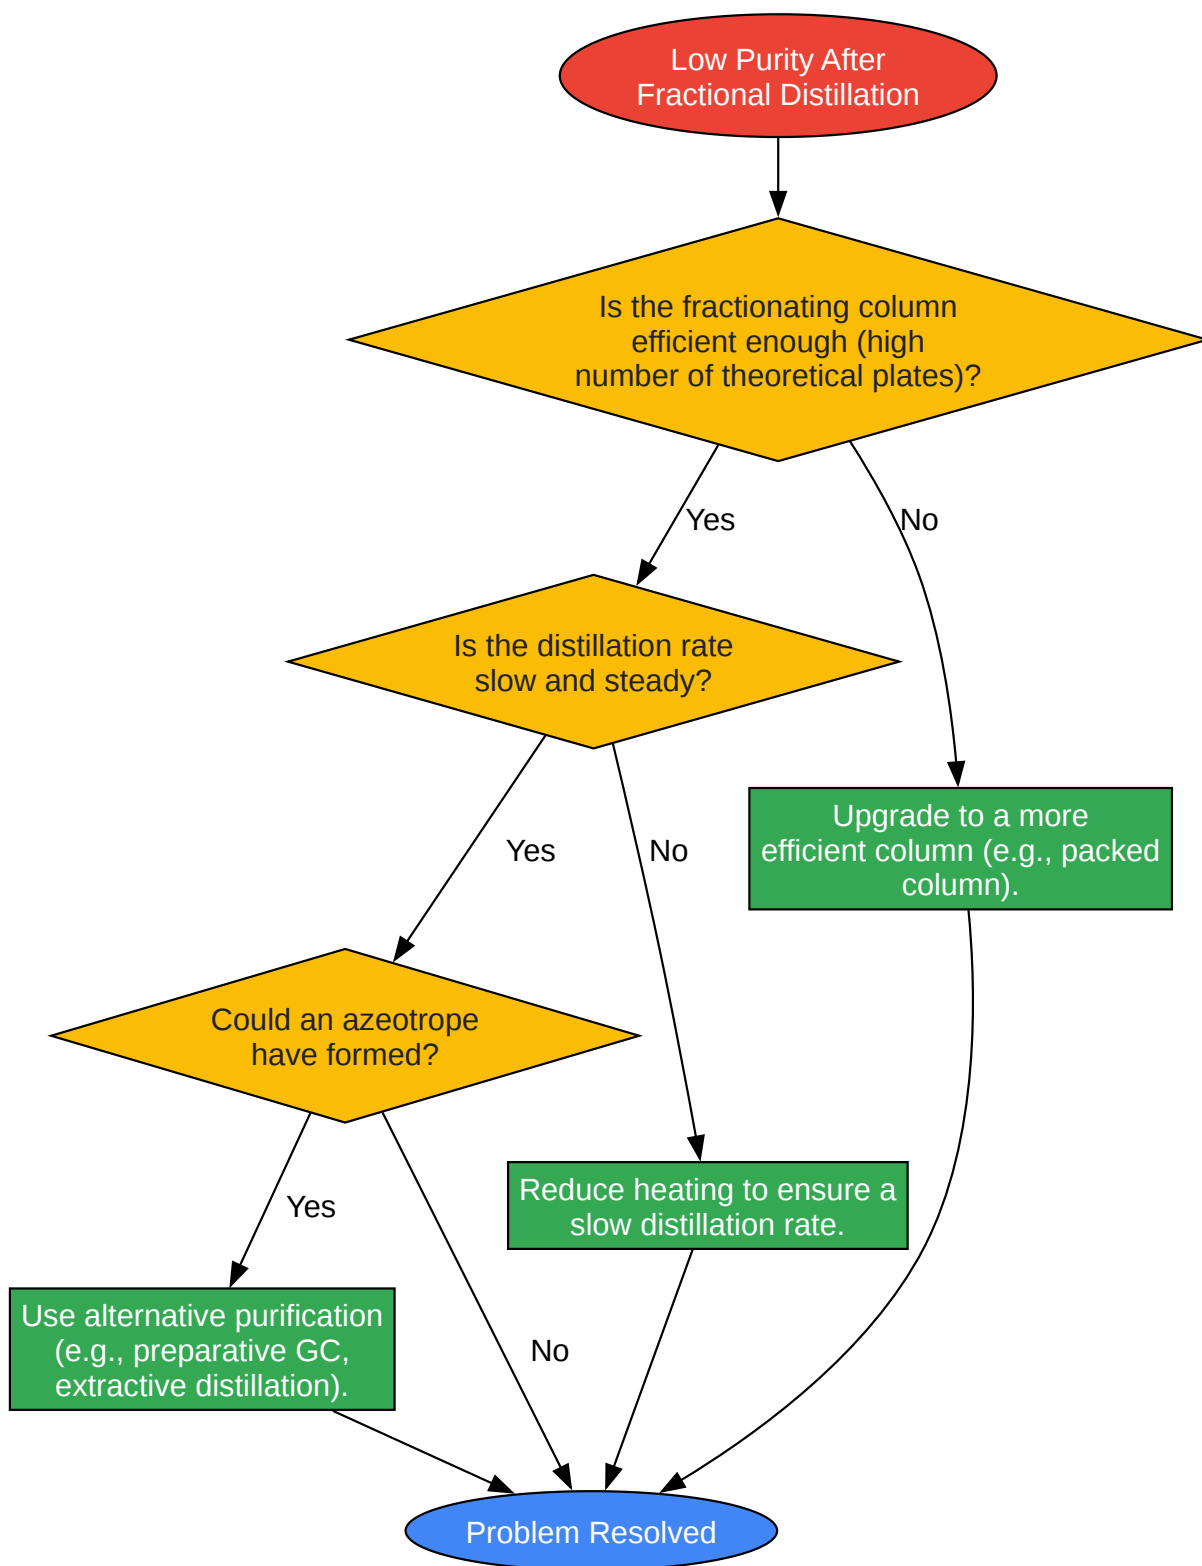 Low Purity After
Fractional Distillation
Is the fractionating column
efficient enough (high
number of theoretical plates)?
Yes
No
Is the distillation rate
slow and steady?
Yes
No
Upgrade to a more
efficient column (e.g., packed
column).
Could an azeotrope
have formed?
Yes
No
Reduce heating to ensure a
slow distillation rate.
Use alternative purification
(e.g., preparative GC,
extractive distillation).
Problem Resolved